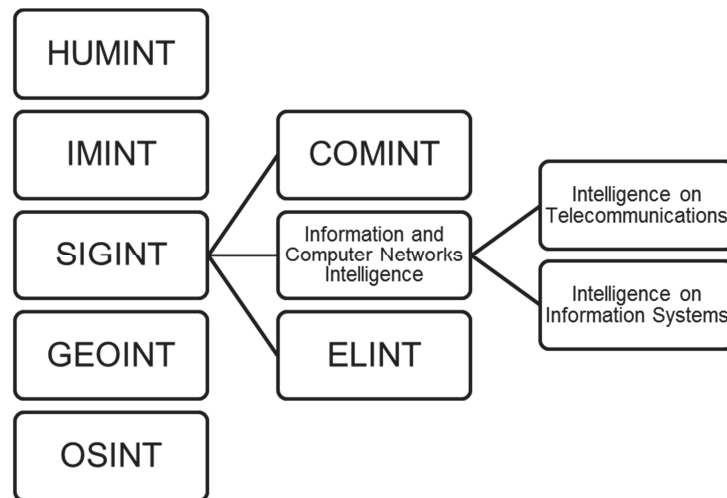 HUMINT
IMINT
SIGINT
GEOINT
OSINT
COMINT
Information and
Computer Networks
Intelligence
ELINT
Intelligence on
Telecommunications
Intelligence on
Information Systems